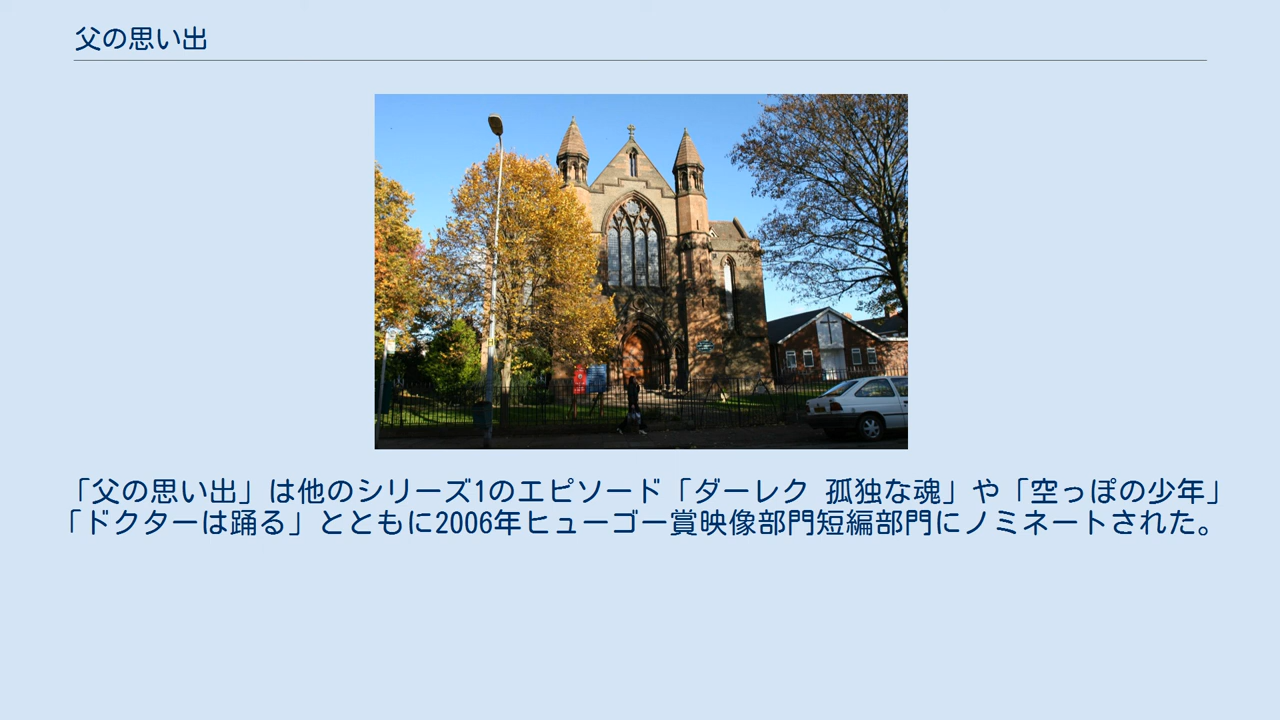 父の思い出
「父の思い出」は他のシリーズ1のエピソード「ダーレク 孤独な魂」や「空っぽの少年」
「ドクターは踊る」とともに2006年ヒューゴー賞映像部門短編部門にノミネートされた。